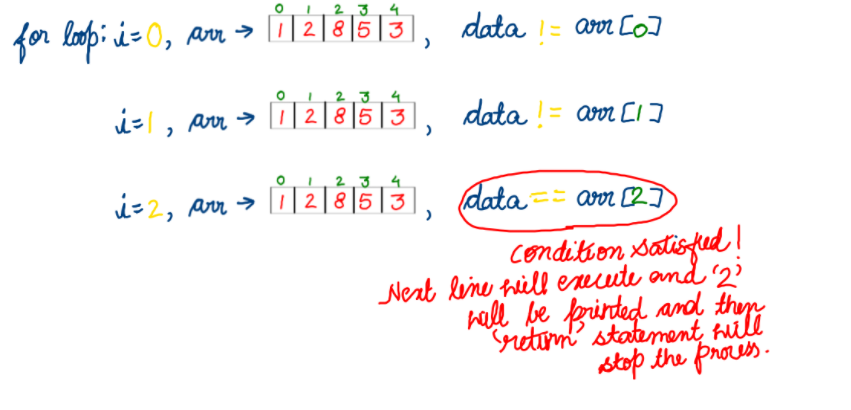 0 1 2 3 4
for loop: i=0, arr → 1 2 8 5 3 , data != arr[0]
0 1 2 3 4
i=1, arr → 1 2 8 5 3 , data != arr[1]
0 1 2 3 4
i=2, arr → 1 2 8 5 3 , data == arr[2]
condition satisfied!
Next line will execute and '2'
will be printed and then
'return' statement will
stop the process.